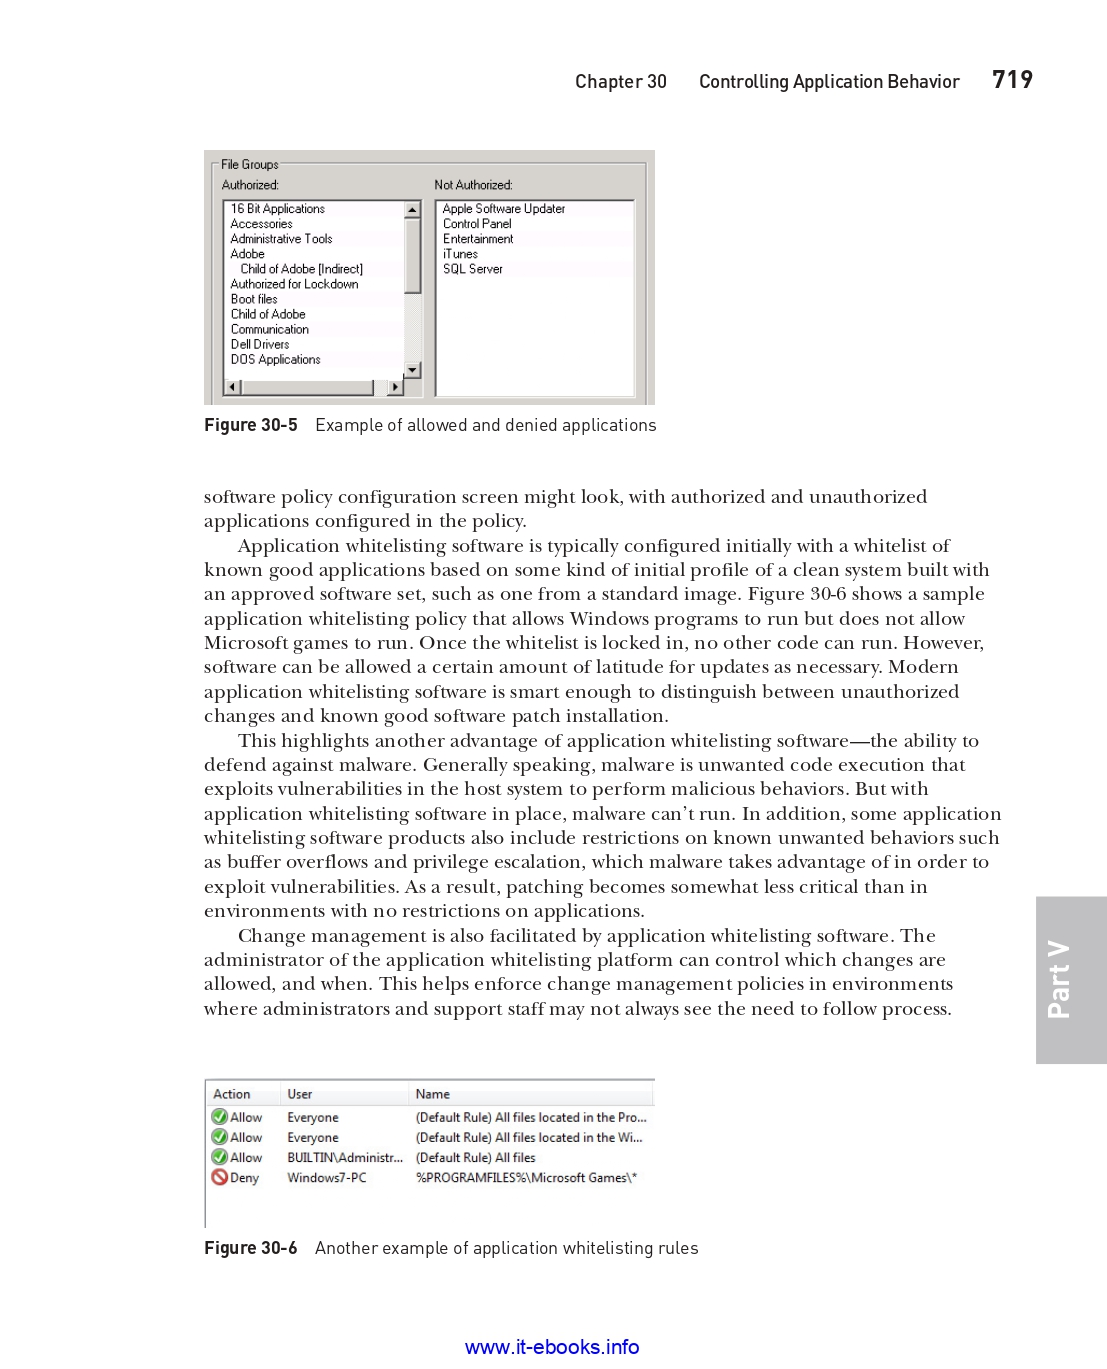 Chapter 30 Controlling Application Behavior 719
File Groups
Authorized:
16 Bit Applications
Accessories
Administrative Tools
Adobe
Child of Adobe [Indirect]
Authorized for Lockdown
Boot files
Child of Adobe
Communication
Dell Drivers
DOS Applications
Not Authorized:
Apple Software Updater
Control Panel
Entertainment
iTunes
SQL Server
Figure 30-5 Example of allowed and denied applications
software policy configuration screen might look, with authorized and unauthorized
applications configured in the policy.
Application whitelisting software is typically configured initially with a whitelist of
known good applications based on some kind of initial profile of a clean system built with
an approved software set, such as one from a standard image. Figure 30-6 shows a sample
application whitelisting policy that allows Windows programs to run but does not allow
Microsoft games to run. Once the whitelist is locked in, no other code can run. However,
software can be allowed a certain amount of latitude for updates as necessary. Modern
application whitelisting software is smart enough to distinguish between unauthorized
changes and known good software patch installation.
This highlights another advantage of application whitelisting software—the ability to
defend against malware. Generally speaking, malware is unwanted code execution that
exploits vulnerabilities in the host system to perform malicious behaviors. But with
application whitelisting software in place, malware can’t run. In addition, some application
whitelisting software products also include restrictions on known unwanted behaviors such
as buffer overflows and privilege escalation, which malware takes advantage of in order to
exploit vulnerabilities. As a result, patching becomes somewhat less critical than in
environments with no restrictions on applications.
Change management is also facilitated by application whitelisting software. The
administrator of the application whitelisting platform can control which changes are
allowed, and when. This helps enforce change management policies in environments
where administrators and support staff may not always see the need to follow process.
Part V
Action User Name
Allow Everyone (Default Rule) All files located in the Pro...
Allow Everyone (Default Rule) All files located in the Wi...
Allow BUILTIN\Administr... (Default Rule) All files
Deny Windows7-PC %PROGRAMFILES%\Microsoft Games\*
Figure 30-6 Another example of application whitelisting rules
www.it-ebooks.info